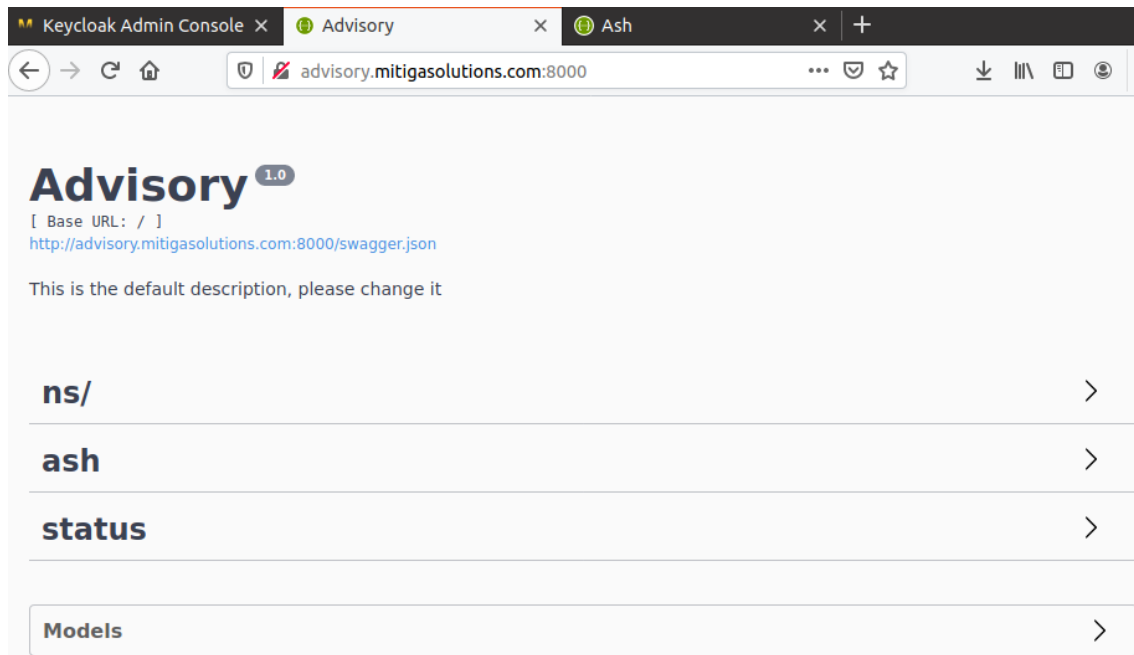 Keycloak Admin Console Advisory Ash
advisory.mitigasolutions.com:8000
Advisory 1.0
[ Base URL: / ]
http://advisory.mitigasolutions.com:8000/swagger.json
This is the default description, please change it
ns/
ash
status
Models